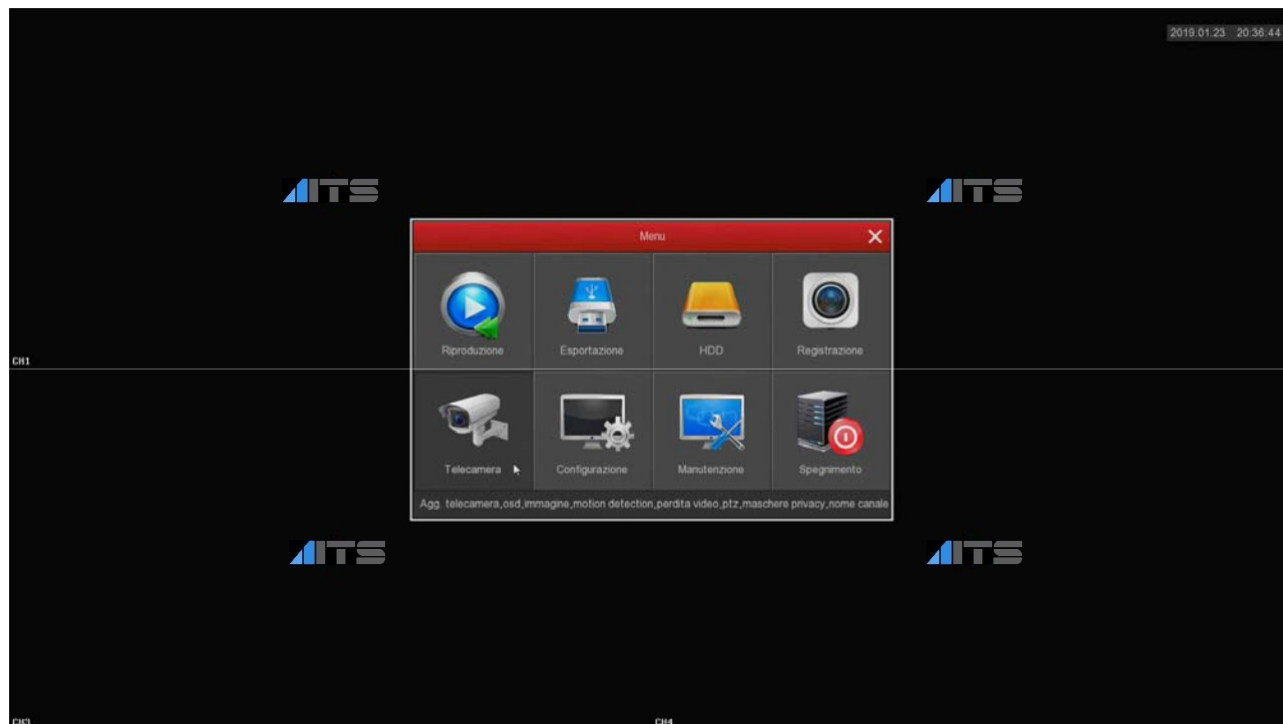 2019.01.23 20:36:44
ITS
ITS
Menu
Riproduzione
Esportazione
HDD
Registrazione
CH1
Telecamera
Configurazione
Manutenzione
Spegnimento
Agg. telecamera,osd,immagine,motion detection,perdita video,ptz,maschere privacy,nome canale
ITS
ITS
CH3
CH4